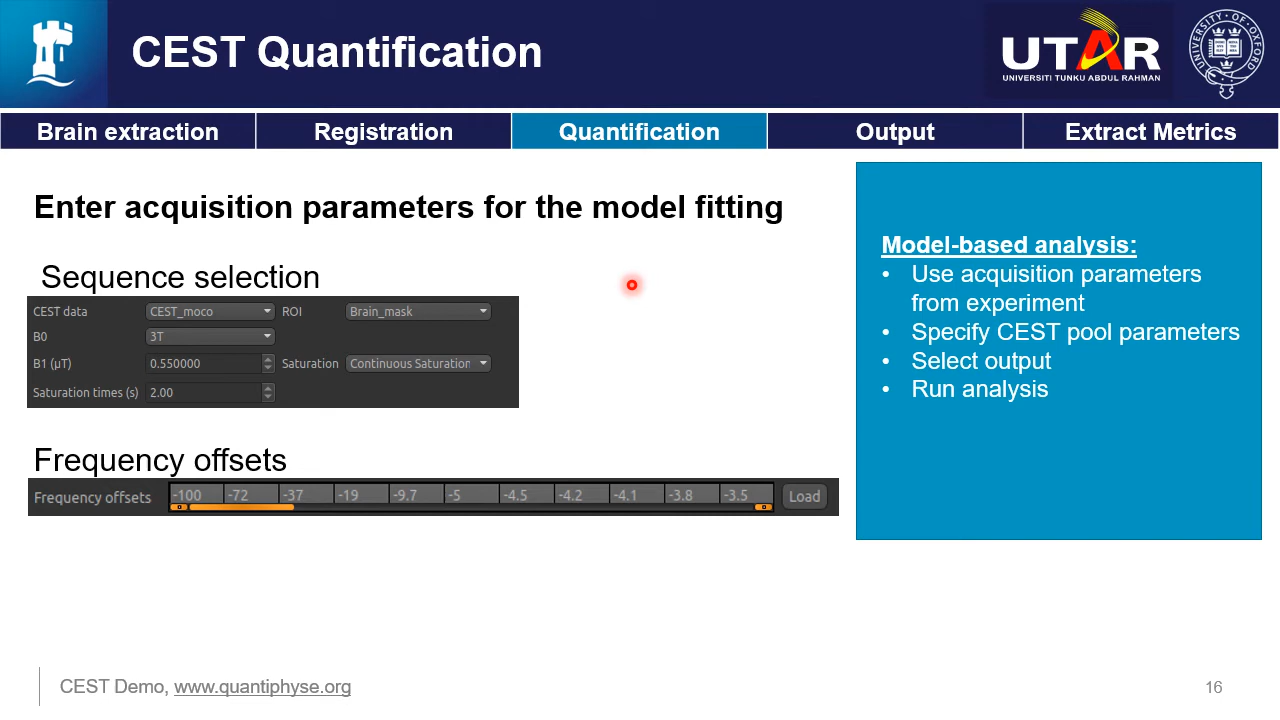 CEST Quantification
UTAR
UNIVERSITI TUNKU ABDUL RAHMAN
UNIVERSITY OF OXFORD
Brain extraction
Registration
Quantification
Output
Extract Metrics
Enter acquisition parameters for the model fitting
Sequence selection
CEST data CEST_moco ROI Brain_mask
B0 3T
B1 (µT) 0.550000 Saturation Continuous Saturation
Saturation times (s) 2.00
Frequency offsets
Frequency offsets -100 -72 -37 -19 -9.7 -5 -4.5 -4.2 -4.1 -3.8 -3.5 Load
Model-based analysis:
• Use acquisition parameters
from experiment
• Specify CEST pool parameters
• Select output
• Run analysis
CEST Demo, www.quantiphyse.org
16